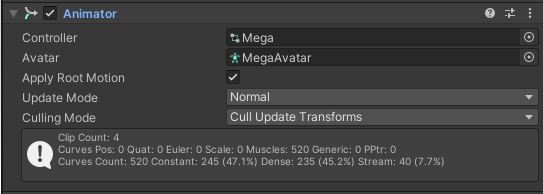 Animator
Controller Mega
Avatar MegaAvatar
Apply Root Motion
Update Mode Normal
Culling Mode Cull Update Transforms
Clip Count: 4
Curves Pos: 0 Quat: 0 Euler: 0 Scale: 0 Muscles: 520 Generic: 0 PPtr: 0
Curves Count: 520 Constant: 245 (47.1%) Dense: 235 (45.2%) Stream: 40 (7.7%)